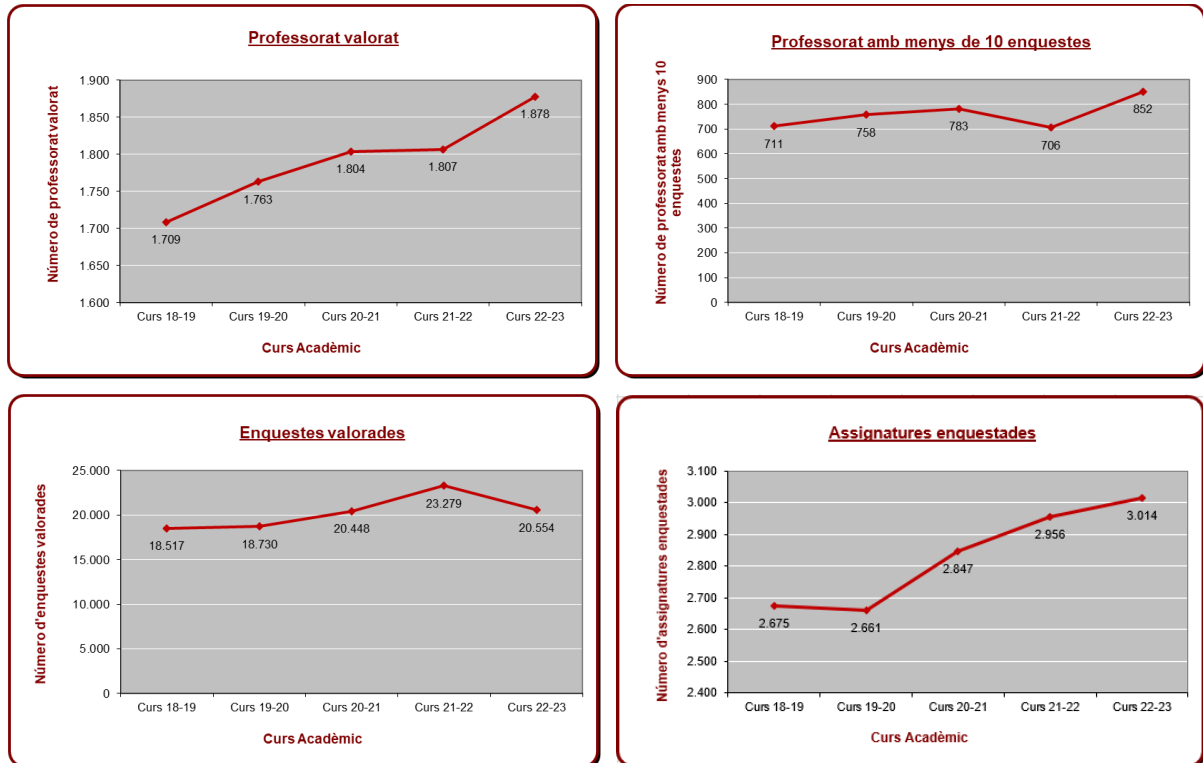 Professorat valorat
Número de professorat valorat
1.900
1.850
1.800
1.750
1.700
1.650
1.600
1.709
1.763
1.804
1.807
1.878
Curs 18-19
Curs 19-20
Curs 20-21
Curs 21-22
Curs 22-23
Curs Acadèmic
Professorat amb menys de 10 enquestes
Número de professorat amb menys 10
enquestes
900
800
700
600
500
400
300
200
100
0
711
758
783
706
852
Curs 18-19
Curs 19-20
Curs 20-21
Curs 21-22
Curs 22-23
Curs Acadèmic
Enquestes valorades
Número d'enquestes valorades
25.000
20.000
15.000
10.000
5.000
0
18.517
18.730
20.448
23.279
20.554
Curs 18-19
Curs 19-20
Curs 20-21
Curs 21-22
Curs 22-23
Curs Acadèmic
Assignatures enquestades
Número d'assignatures enquestades
3.100
3.000
2.900
2.800
2.700
2.600
2.500
2.400
2.675
2.661
2.847
2.956
3.014
Curs 18-19
Curs 19-20
Curs 20-21
Curs 21-22
Curs 22-23
Curs Acadèmic